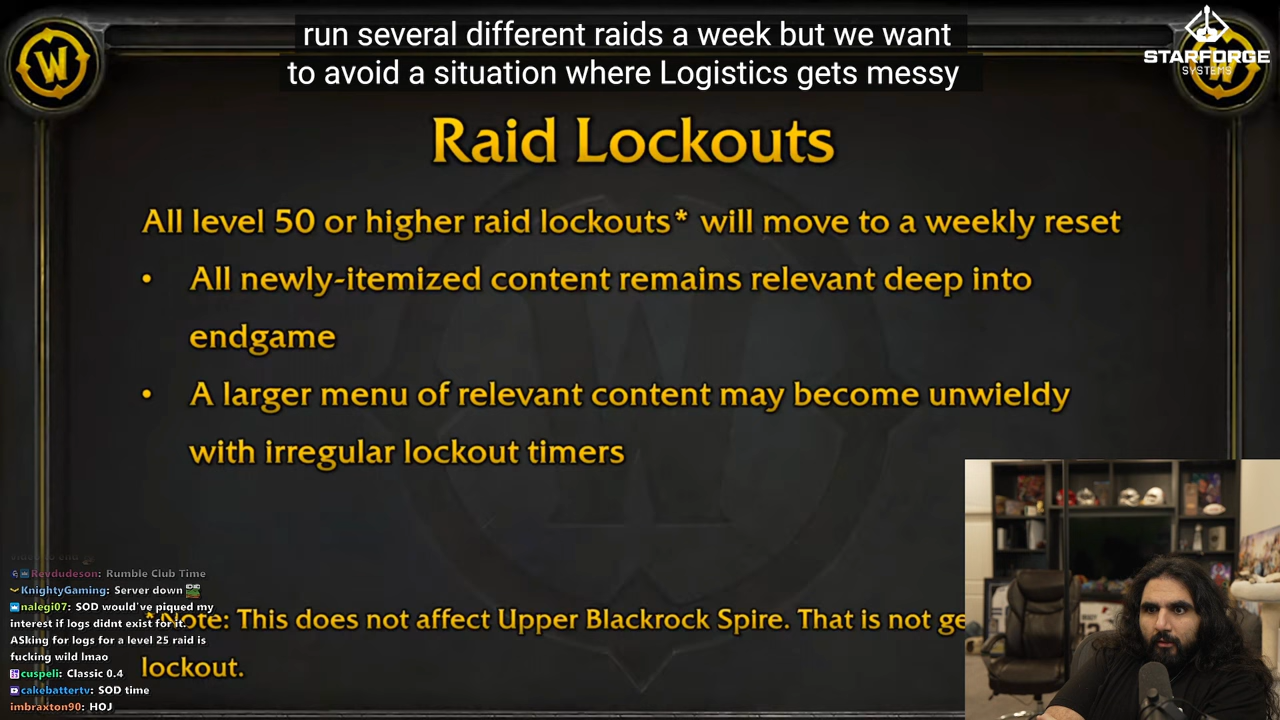 run several different raids a week but we want
to avoid a situation where Logistics gets messy
STARFORGE
SYSTEMS
Raid Lockouts
All level 50 or higher raid lockouts* will move to a weekly reset
• All newly-itemized content remains relevant deep into
endgame
• A larger menu of relevant content may become unwieldy
with irregular lockout timers
*Note: This does not affect Upper Blackrock Spire. That is not ge
lockout.
Revdudeson: Rumble Club Time
KnightyGaming: Server down
nalegi07: SOD would've piqued my
interest if logs didnt exist for it.
ASking for logs for a level 25 raid is
fucking wild lmao
cuspeli: Classic 0.4
cakebattertv: SOD time
imbraxton90: HOJ